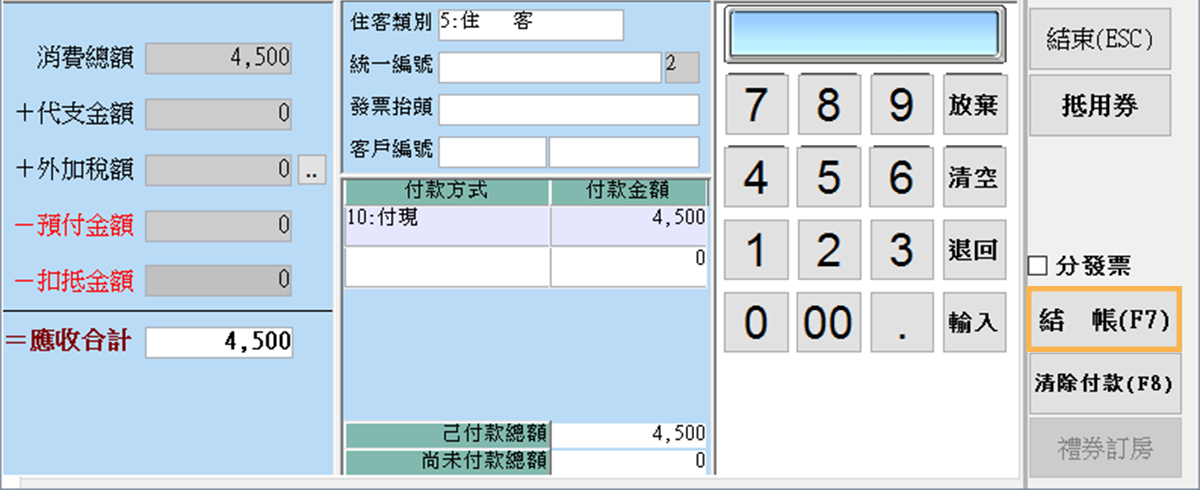 消費總額 4,500
＋代支金額 0
＋外加稅額 0 ..
－預付金額 0
－扣抵金額 0
＝應收合計 4,500
住客類別 5:住　客
統一編號 2
發票抬頭
客戶編號
付款方式 付款金額
10:付現 4,500
0
己付款總額 4,500
尚未付款總額 0
7 8 9 放棄
4 5 6 清空
1 2 3 退回
0 00 . 輸入
結束(ESC)
抵用券
分發票
結　帳(F7)
清除付款(F8)
禮券訂房